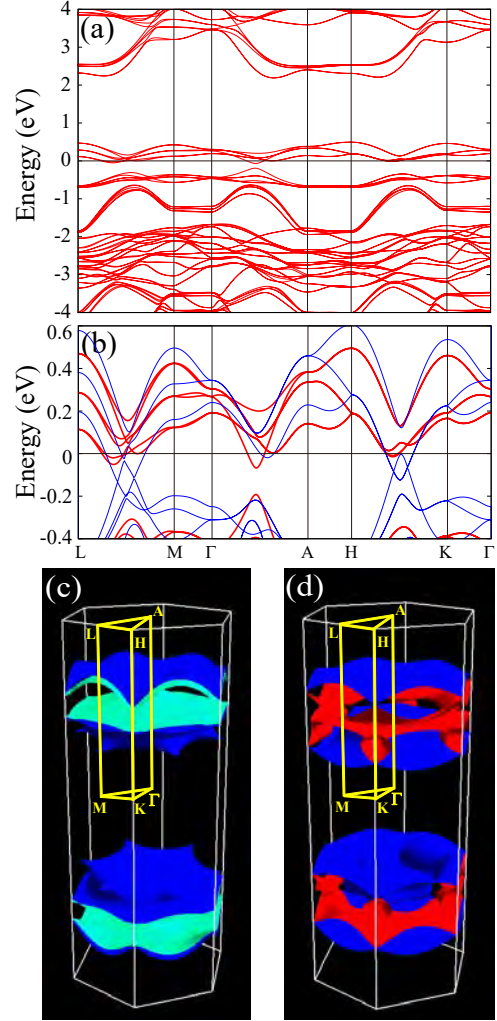 (a)
Energy (eV)
4
2
1
0
-1
-2
-3
-4
(b)
Energy (eV)
0.6
0.4
0.2
0
-0.2
-0.4
L M Γ A H K Γ
(c) (d)
A A
L L
H H
Γ Γ
M K M K